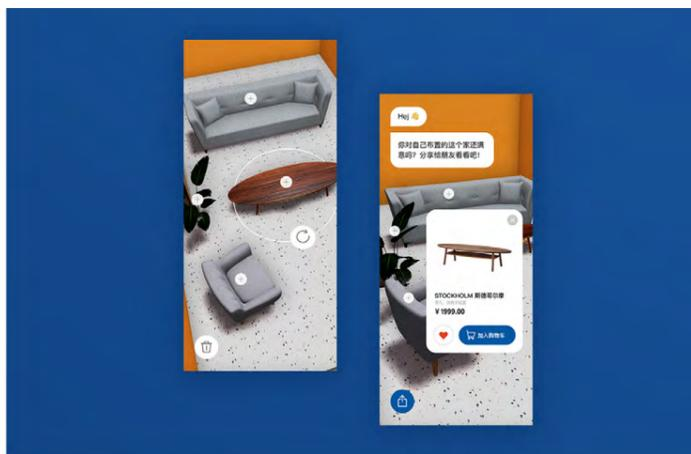 Hej 👋
你对自己布置的这个家还满
意吗？分享给朋友看看吧！
STOCKHOLM 斯德哥尔摩
¥ 1999.00
加入购物车